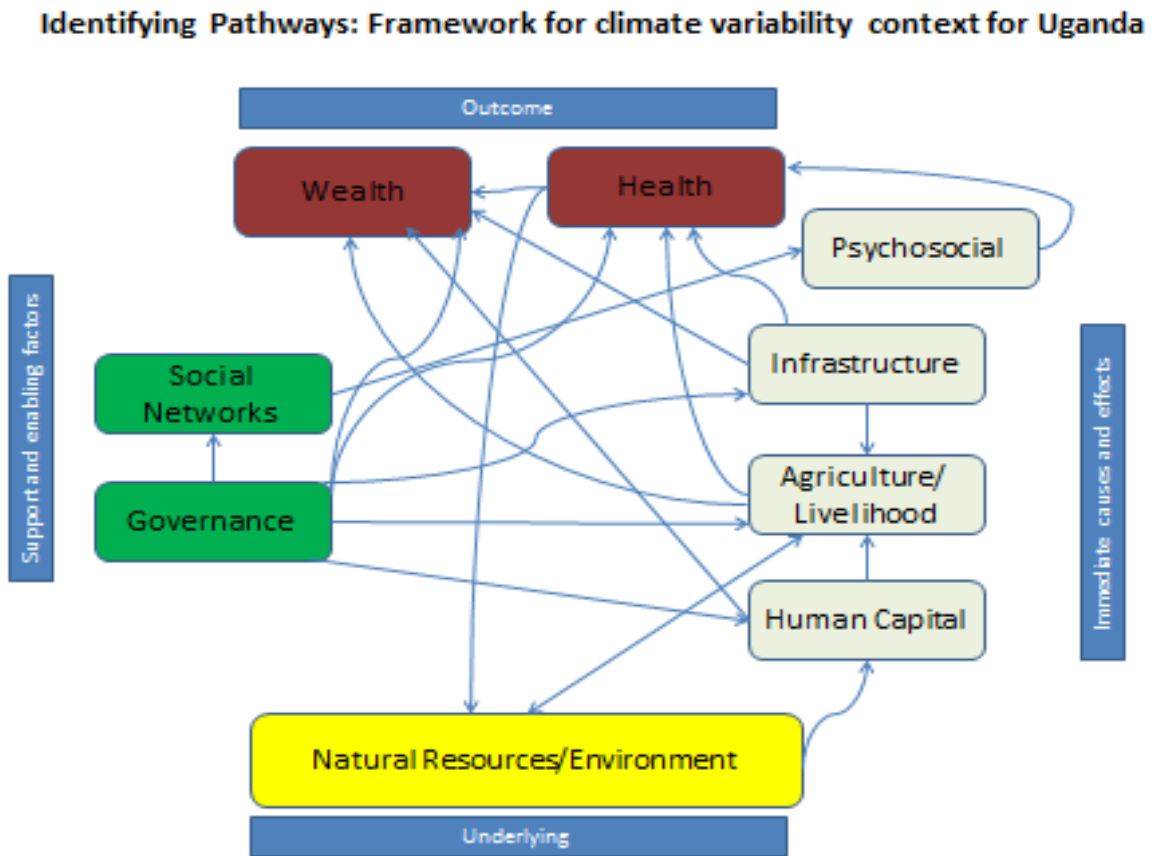 Identifying Pathways: Framework for climate variability context for Uganda
Outcome
Wealth
Health
Psychosocial
Support and enabling factors
Social
Networks
Infrastructure
Immediate causes and effects
Agriculture/
Livelihood
Governance
Human Capital
Natural Resources/Environment
Underlying